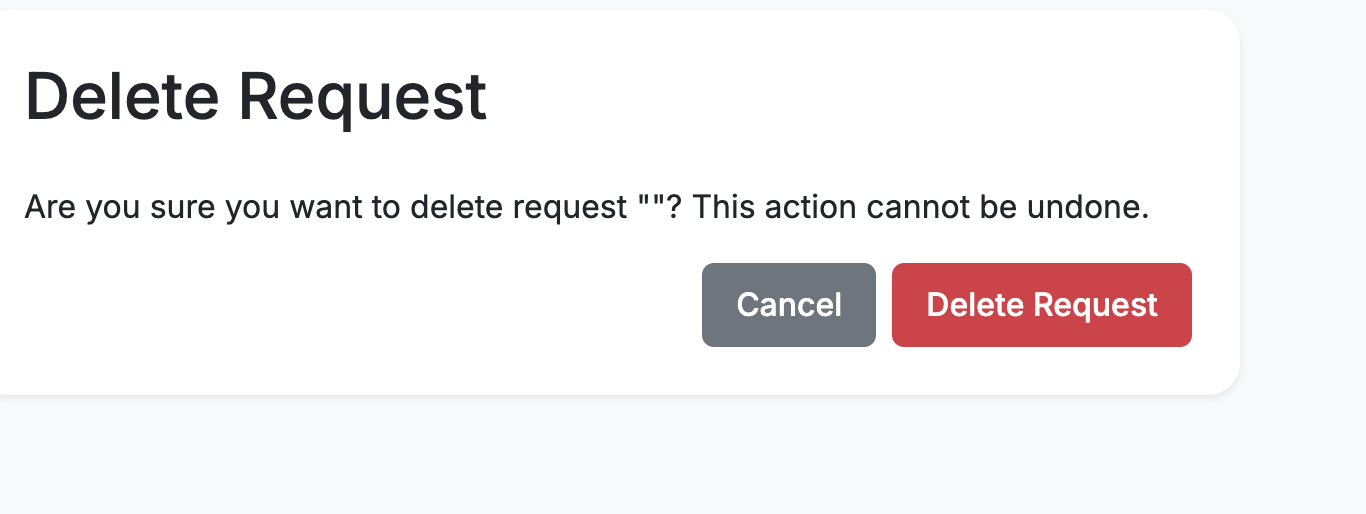 Delete Request
Are you sure you want to delete request ""? This action cannot be undone.
Cancel
Delete Request